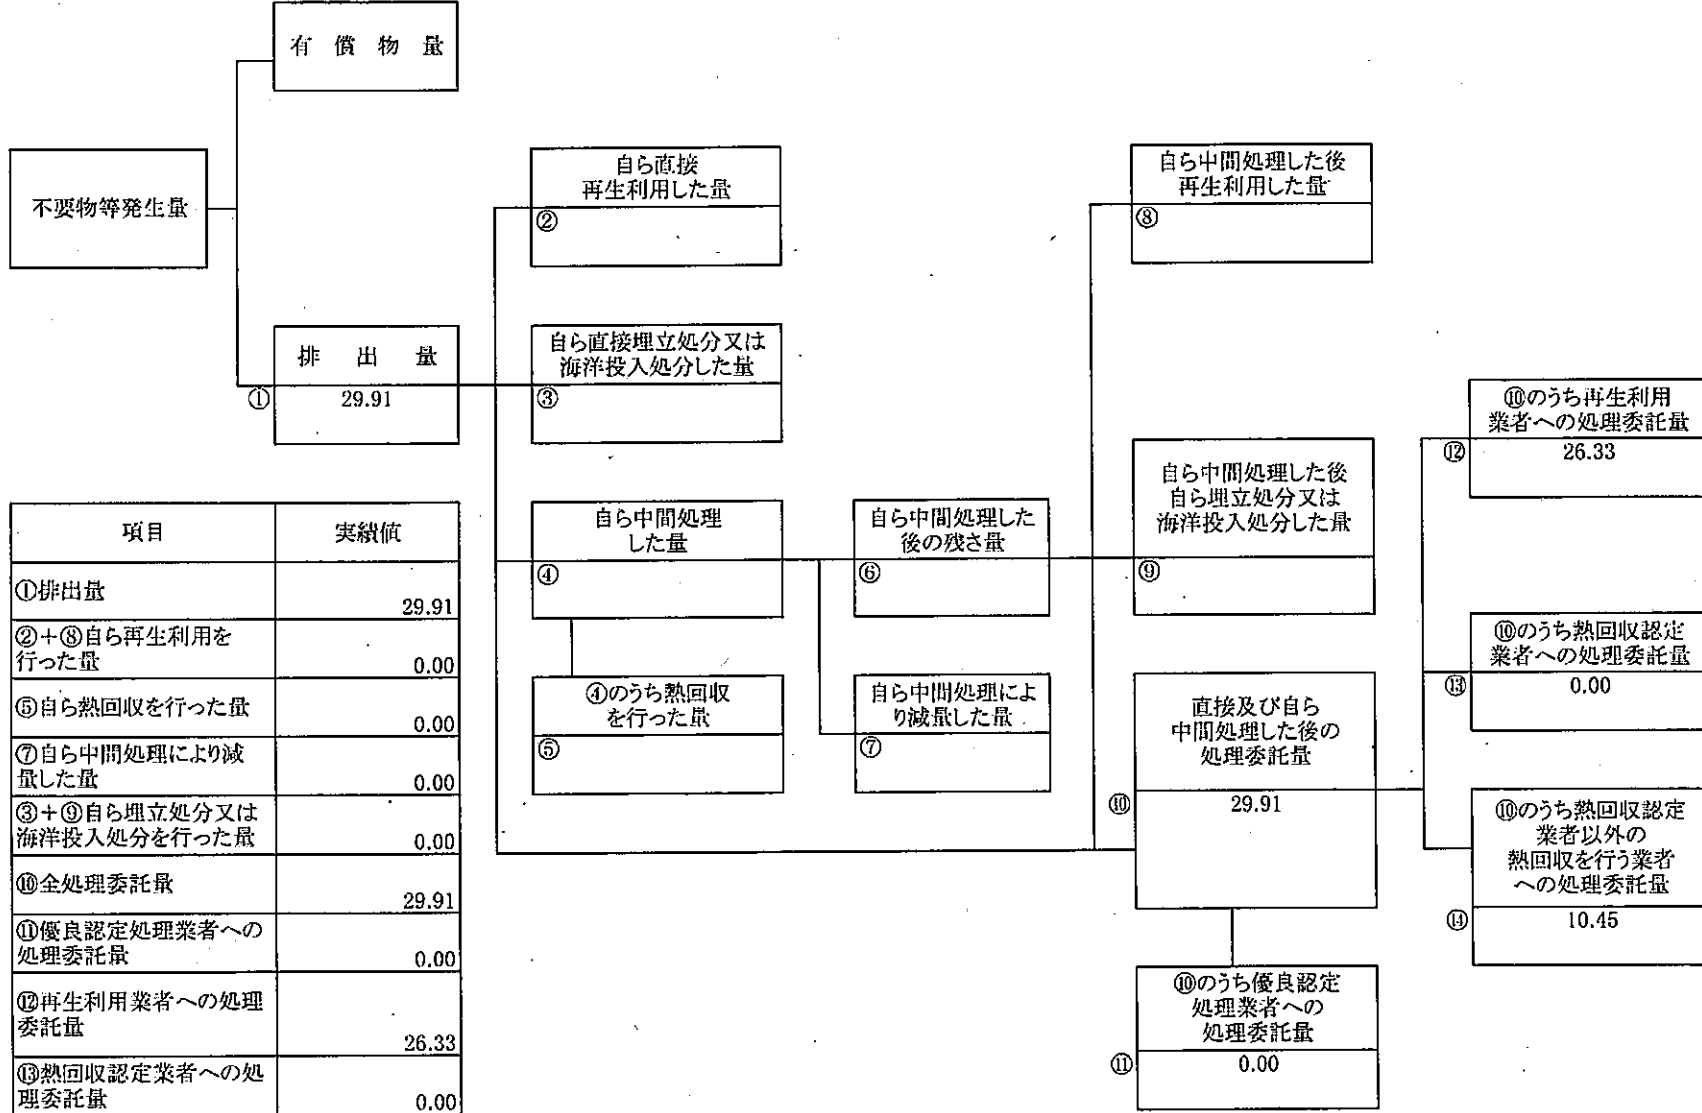 有償物量
不要物等発生量
排出量
① 29.91
自ら直接
再生利用した量
②
自ら直接埋立処分又は
海洋投入処分した量
③
自ら中間処理
した量
④
④のうち熱回収
を行った量
⑤
自ら中間処理した
後の残さ量
⑥
自ら中間処理によ
り減量した量
⑦
自ら中間処理した後
再生利用した量
⑧
自ら中間処理した後
自ら埋立処分又は
海洋投入処分した量
⑨
直接及び自ら
中間処理した後の
処理委託量
⑩ 29.91
⑩のうち優良認定
処理業者への
処理委託量
⑪ 0.00
⑩のうち再生利用
業者への処理委託量
⑫ 26.33
⑩のうち熱回収認定
業者への処理委託量
⑬ 0.00
⑩のうち熱回収認定
業者以外の
熱回収を行う業者
への処理委託量
⑭ 10.45
項目 実績値
①排出量 29.91
②+⑧自ら再生利用を
行った量 0.00
⑤自ら熱回収を行った量 0.00
⑦自ら中間処理により減
量した量 0.00
③+⑨自ら埋立処分又は
海洋投入処分を行った量 0.00
⑩全処理委託量 29.91
⑪優良認定処理業者への
処理委託量 0.00
⑫再生利用業者への処理
委託量 26.33
⑬熱回収認定業者への処
理委託量 0.00